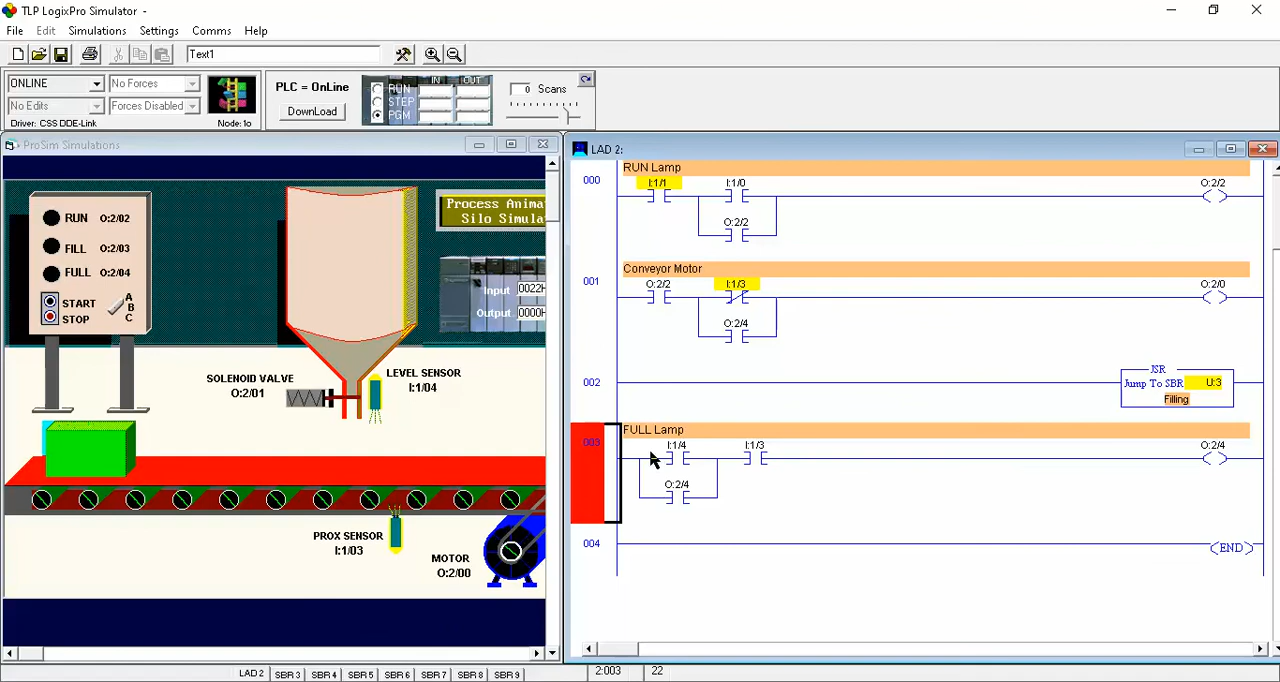 TLP LogixPro Simulator -
File Edit Simulations Settings Comms Help
Text1
ONLINE No Forces
No Edits Forces Disabled
Driver: CSS DDE-Link Node: 1o
PLC = OnLine
DownLoad
IN OUT
RUN
STEP
PGM
0 Scans
ProSim Simulations
RUN O:2/02
FILL O:2/03
FULL O:2/04
START
STOP
A
B
C
Process Anima
Silo Simula
Input 0022H
Output 0000H
SOLENOID VALVE
O:2/01
LEVEL SENSOR
I:1/04
PROX SENSOR
I:1/03
MOTOR
O:2/00
LAD 2:
RUN Lamp
000 I:1/1 I:1/0 O:2/2
O:2/2
Conveyor Motor
001 O:2/2 I:1/3 O:2/0
O:2/4
002 JSR
Jump To SBR U:3
Filling
FULL Lamp
003 I:1/4 I:1/3 O:2/4
O:2/4
004 END
LAD 2 SBR 3 SBR 4 SBR 5 SBR 6 SBR 7 SBR 8 SBR 9 2:003 22